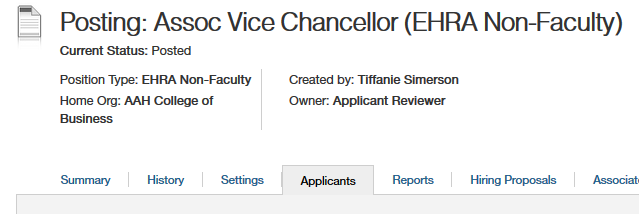 Posting: Assoc Vice Chancellor (EHRA Non-Faculty)
Current Status: Posted
Position Type: EHRA Non-Faculty
Home Org: AAH College of
Business
Created by: Tiffanie Simerson
Owner: Applicant Reviewer
Summary History Settings Applicants Reports Hiring Proposals Associat